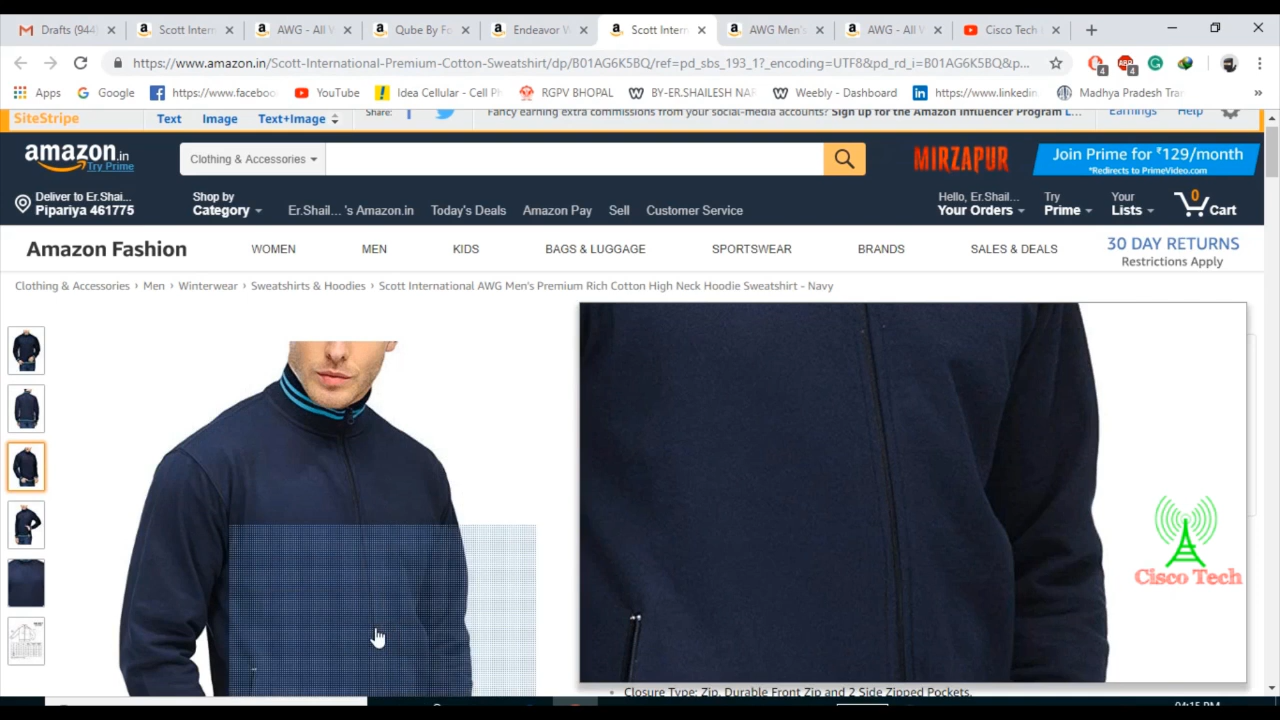 Drafts (944
Scott Intern
AWG - All W
Qube By Fo
Endeavor W
Scott Intern
AWG Men's
AWG - All W
Cisco Tech
https://www.amazon.in/Scott-International-Premium-Cotton-Sweatshirt/dp/B01AG6K5BQ/ref=pd_sbs_193_1?_encoding=UTF8&pd_rd_i=B01AG6K5BQ&p...
4
4
Apps
Google
https://www.faceboo
YouTube
Idea Cellular - Cell Ph
RGPV BHOPAL
BY-ER.SHAILESH NAR
Weebly - Dashboard
https://www.linkedin
Madhya Pradesh Tra
»
SiteStripe
Text
Image
Text+Image
Share:
Fancy earning extra commissions from your social-media accounts? Sign up for the Amazon Influencer Program L...
Earnings
Help
amazon.in
Try Prime
Clothing & Accessories
MIRZAPUR
Join Prime for ₹129/month
*Redirects to PrimeVideo.com
Deliver to Er.Shai...
Pipariya 461775
Shop by
Category
Er.Shail... 's Amazon.in
Today's Deals
Amazon Pay
Sell
Customer Service
Hello, Er.Shail...
Your Orders
Try
Prime
Your
Lists
0
Cart
Amazon Fashion
WOMEN
MEN
KIDS
BAGS & LUGGAGE
SPORTSWEAR
BRANDS
SALES & DEALS
30 DAY RETURNS
Restrictions Apply
Clothing & Accessories › Men › Winterwear › Sweatshirts & Hoodies › Scott International AWG Men's Premium Rich Cotton High Neck Hoodie Sweatshirt - Navy
Cisco Tech
Closure Type: Zip, Durable Front Zip and 2 Side Zipped Pockets.
04:15 PM